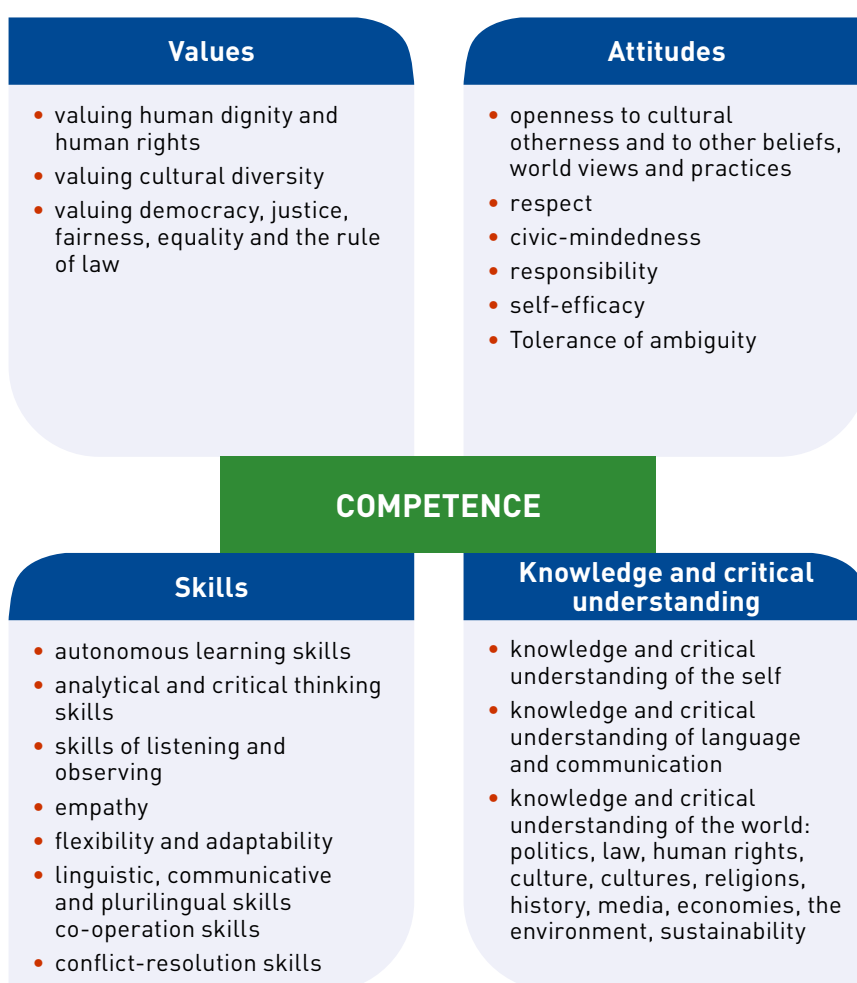 Values
• valuing human dignity and
human rights
• valuing cultural diversity
• valuing democracy, justice,
fairness, equality and the rule
of law
Attitudes
• openness to cultural
otherness and to other beliefs,
world views and practices
• respect
• civic-mindedness
• responsibility
• self-efficacy
• Tolerance of ambiguity
COMPETENCE
Skills
• autonomous learning skills
• analytical and critical thinking
skills
• skills of listening and
observing
• empathy
• flexibility and adaptability
• linguistic, communicative
and plurilingual skills
co-operation skills
• conflict-resolution skills
Knowledge and critical
understanding
• knowledge and critical
understanding of the self
• knowledge and critical
understanding of language
and communication
• knowledge and critical
understanding of the world:
politics, law, human rights,
culture, cultures, religions,
history, media, economies, the
environment, sustainability